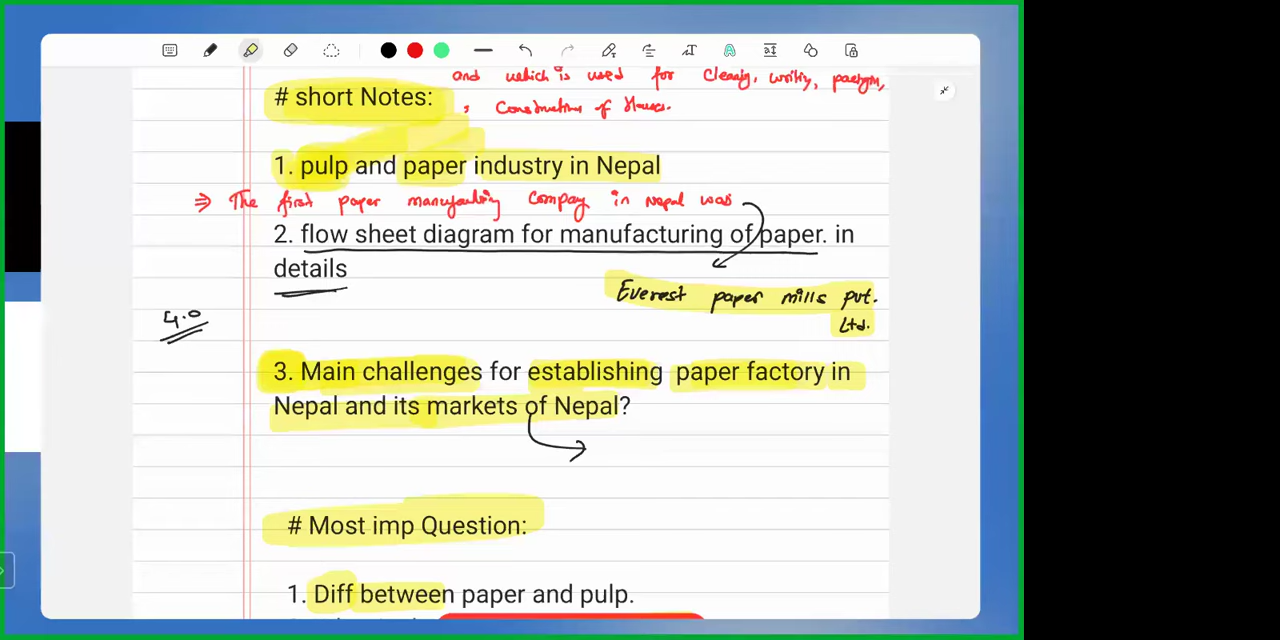 and which is used for
# short Notes:
, Construction of Houses.
1. pulp and paper industry in Nepal
⇒ The first paper manufacturing Company in Nepal was
2. flow sheet diagram for manufacturing of paper. in
details
Everest paper mills pvt.
Ltd.
4.0
3. Main challenges for establishing paper factory in
Nepal and its markets of Nepal?
# Most imp Question:
1. Diff between paper and pulp.